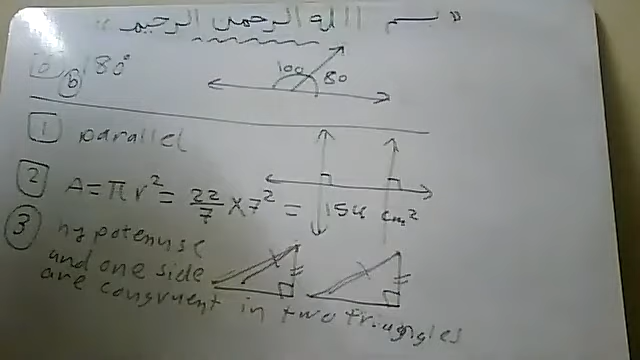 " بسم الله الرحمن الرحيم "
6 180°
100 80
1 parallel
2 A = π r² = 22/7 × 7² = 154 cm²
3 hypotenuse
and one side
are congruent in two triangles